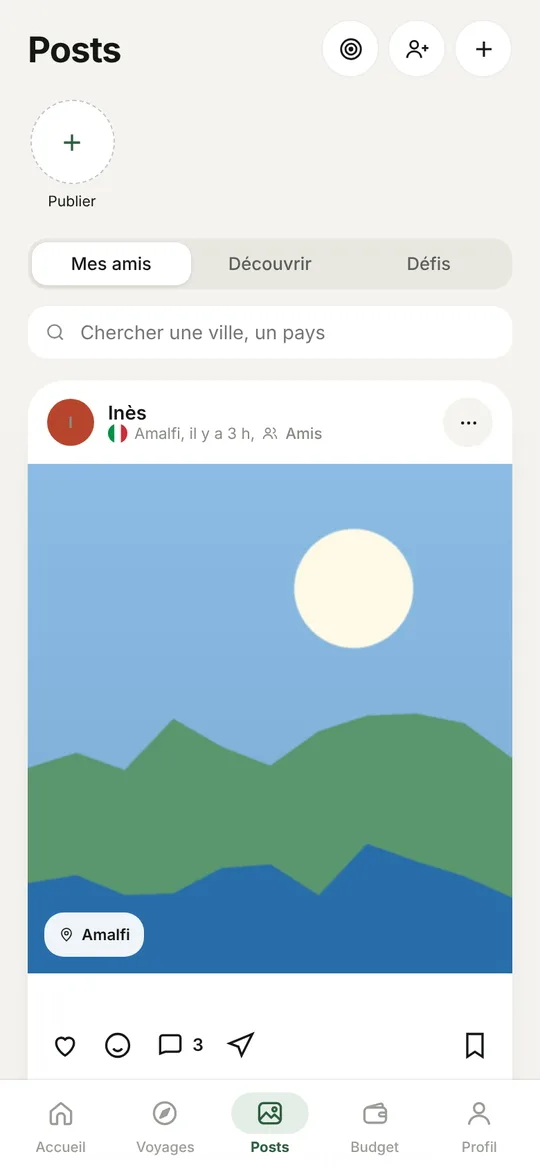 Posts
Publier
Mes amis Découvrir Défis
Chercher une ville, un pays
I
Inès
Amalfi, il y a 3 h, Amis
Amalfi
3
Accueil Voyages Posts Budget Profil